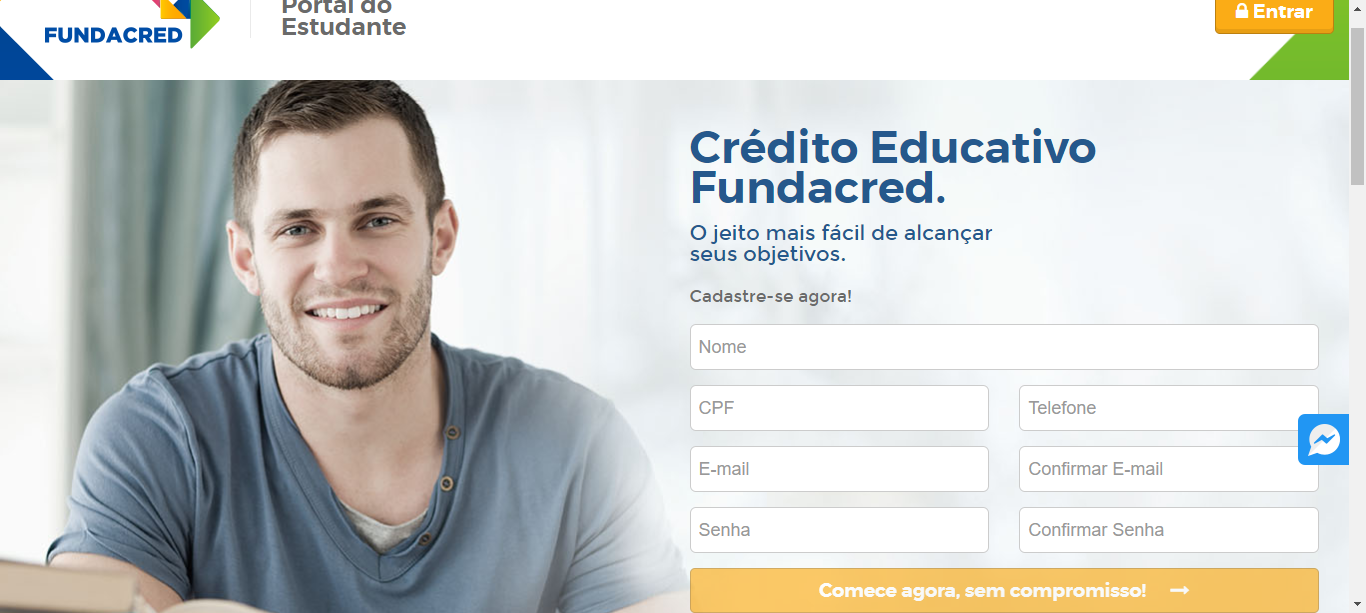 Portal do
Estudante
FUNDACRED
Entrar
Crédito Educativo
Fundacred.
O jeito mais fácil de alcançar
seus objetivos.
Cadastre-se agora!
Nome
CPF
Telefone
E-mail
Confirmar E-mail
Senha
Confirmar Senha
Comece agora, sem compromisso!